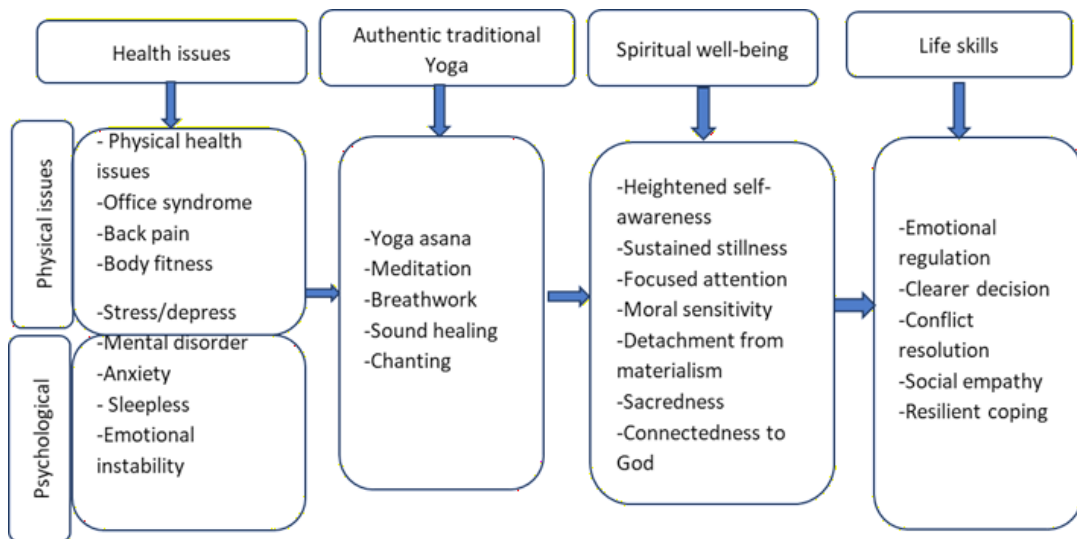 Health issues
Authentic traditional
Yoga
Spiritual well-being
Life skills
Physical issues
- Physical health
issues
-Office syndrome
-Back pain
-Body fitness
-Stress/depress
Psychological
-Mental disorder
-Anxiety
- Sleepless
-Emotional
instability
-Yoga asana
-Meditation
-Breathwork
-Sound healing
-Chanting
-Heightened self-
awareness
-Sustained stillness
-Focused attention
-Moral sensitivity
-Detachment from
materialism
-Sacredness
-Connectedness to
God
-Emotional
regulation
-Clearer decision
-Conflict
resolution
-Social empathy
-Resilient coping